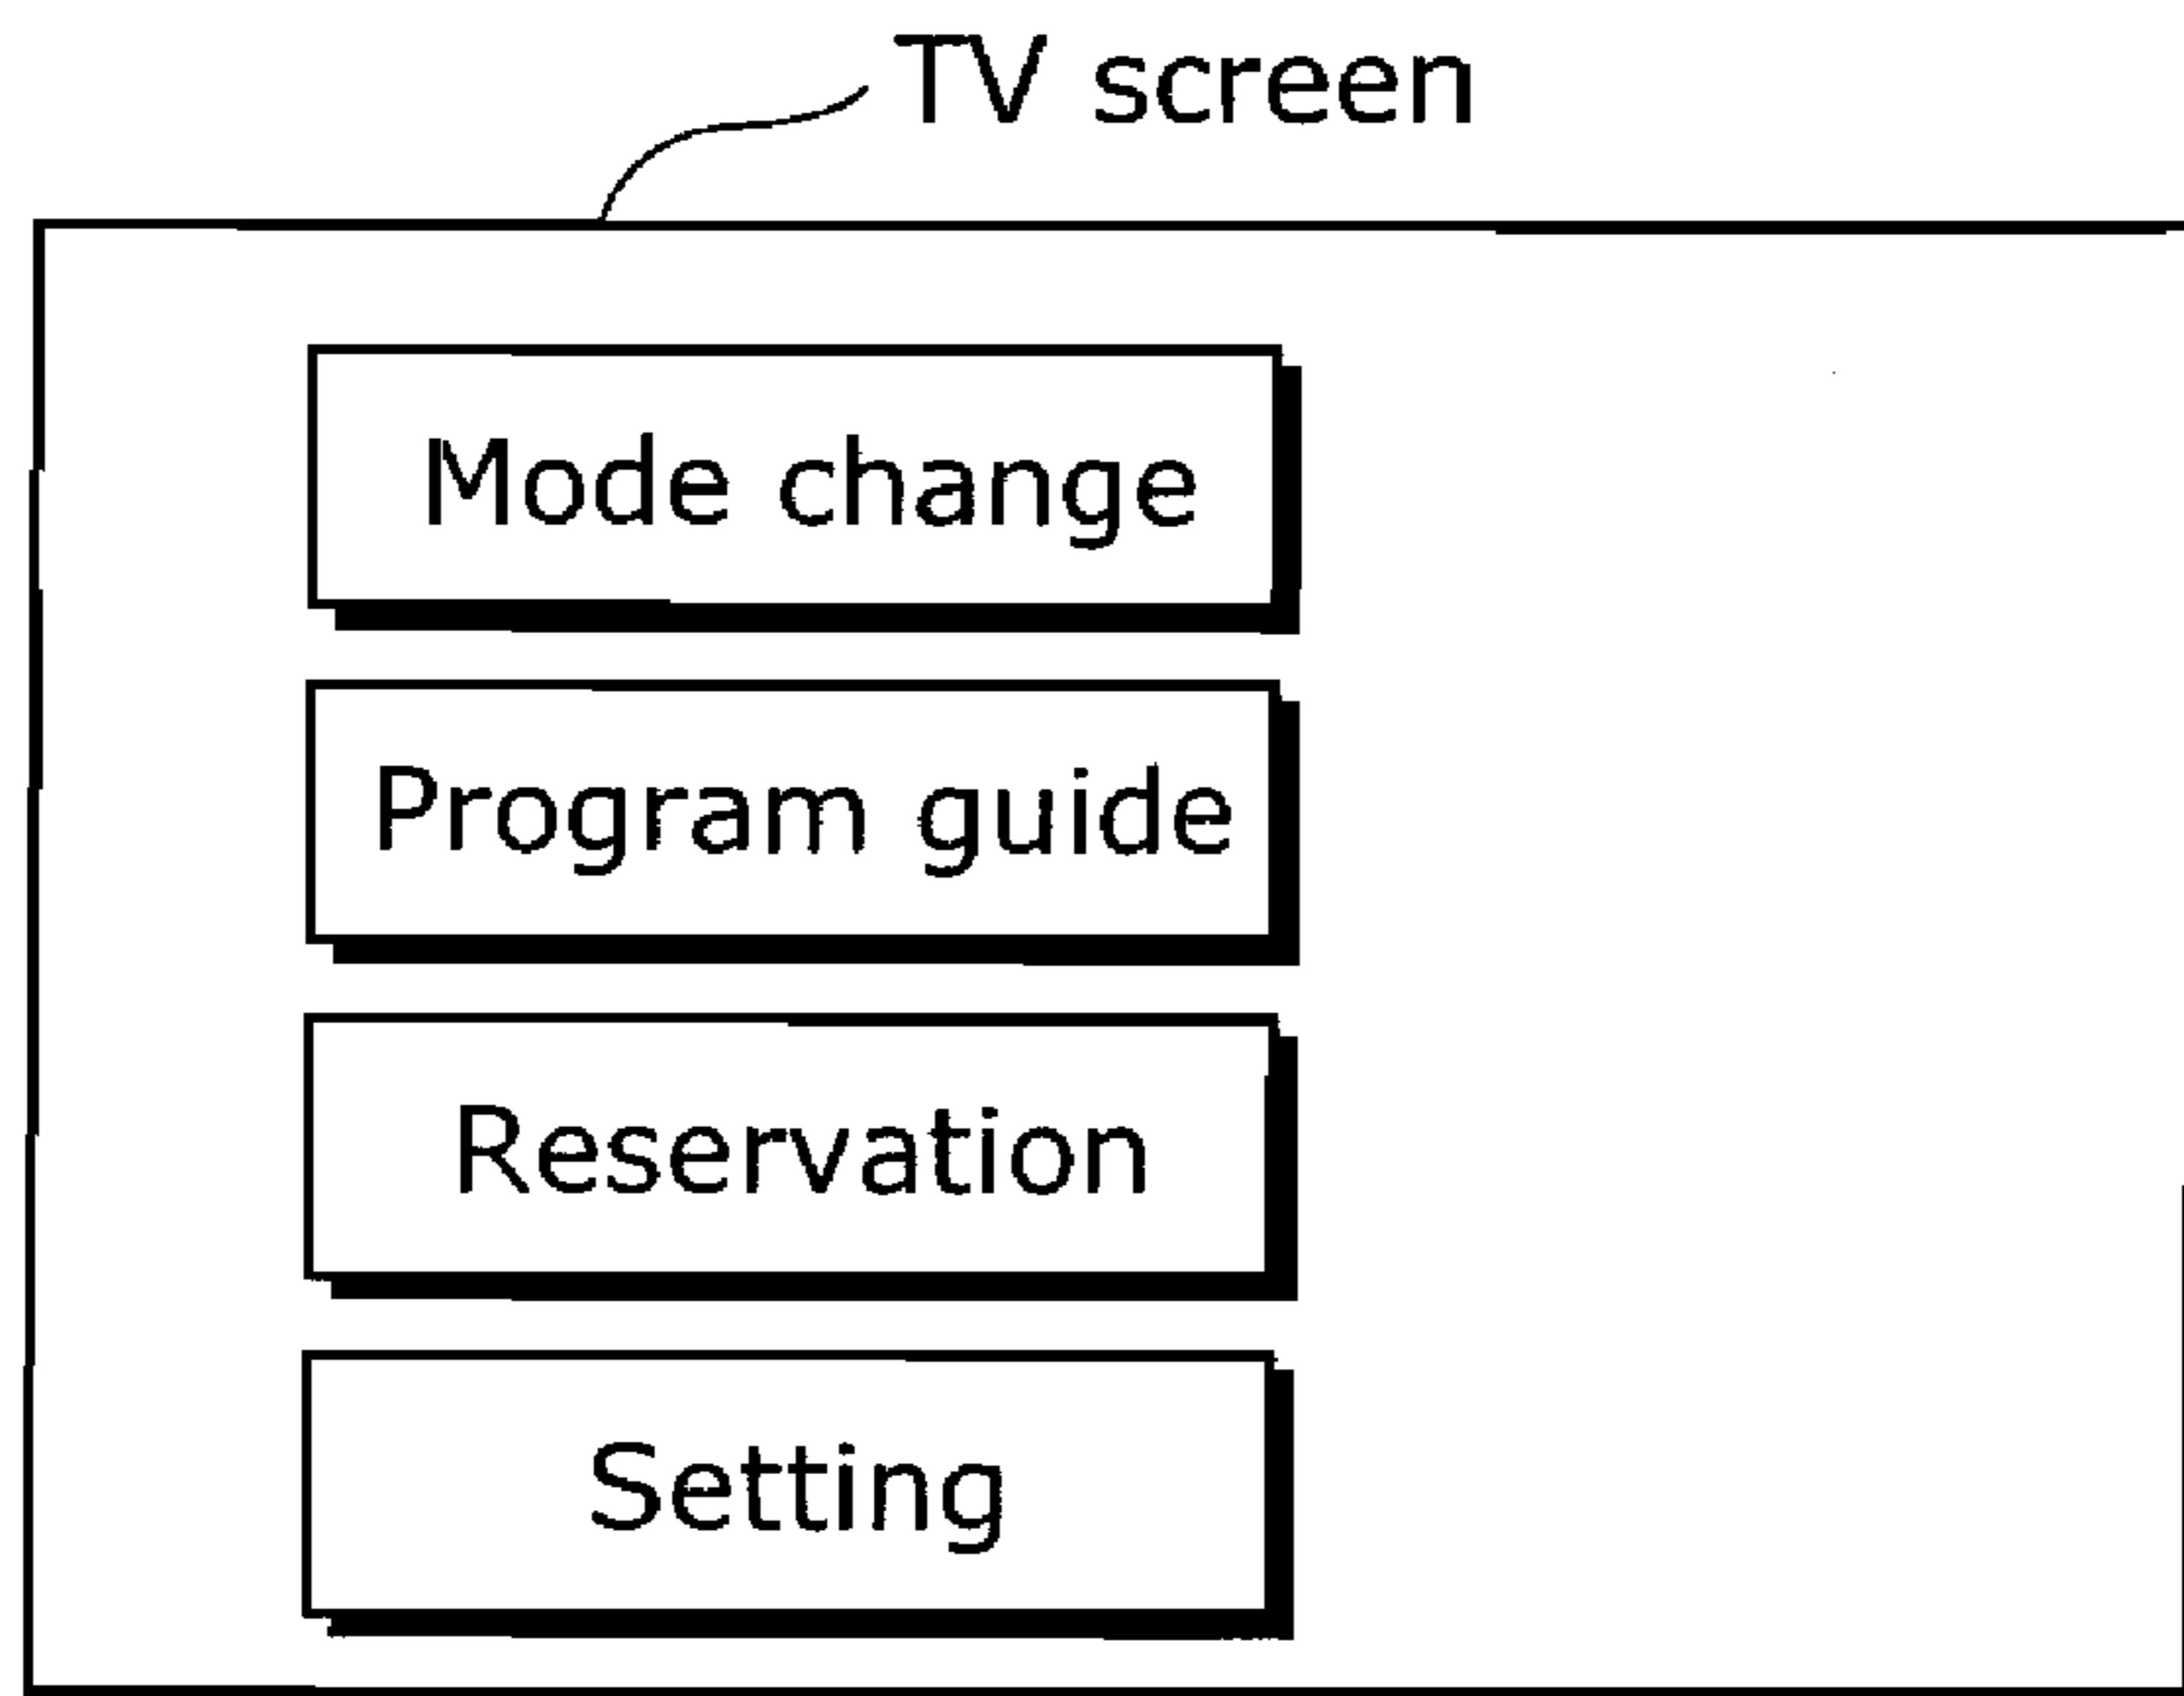 TV screen
Mode change
Program guide
Reservation
Setting